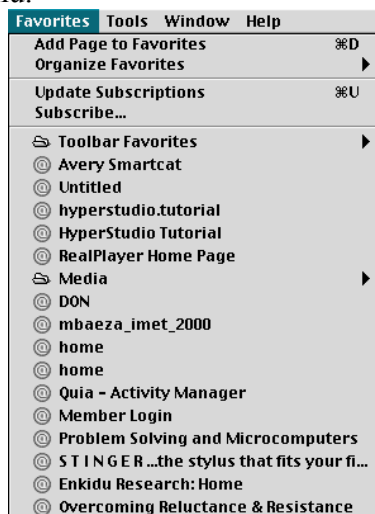 Favorites Tools Window Help
Add Page to Favorites ⌘D
Organize Favorites
Update Subscriptions ⌘U
Subscribe...
Toolbar Favorites
Avery Smartcat
Untitled
hyperstudio.tutorial
HyperStudio Tutorial
RealPlayer Home Page
Media
DON
mbaeza_imet_2000
home
home
Quia - Activity Manager
Member Login
Problem Solving and Microcomputers
S T I N G E R ...the stylus that fits your fi...
Enkidu Research: Home
Overcoming Reluctance & Resistance